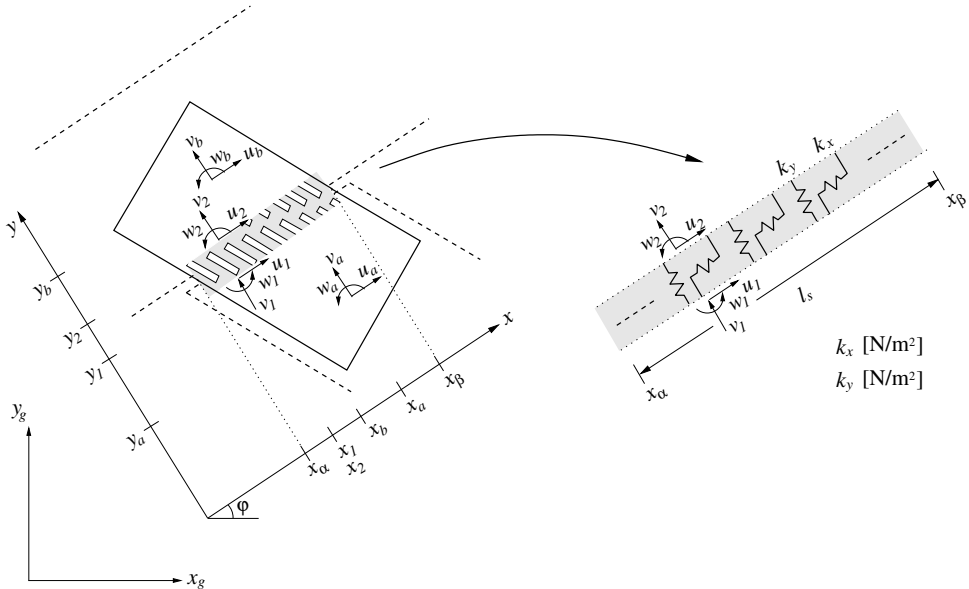 v_b
w_b
u_b
v_2
w_2
u_2
u_1
w_1
v_1
v_a
w_a
u_a
y
y_b
y_2
y_1
y_a
x
x_β
x_a
x_b
x_1
x_2
x_α
φ
y_g
x_g
k_x
k_y
v_2
w_2
u_2
u_1
w_1
v_1
l_s
x_β
x_α
k_x [N/m²]
k_y [N/m²]